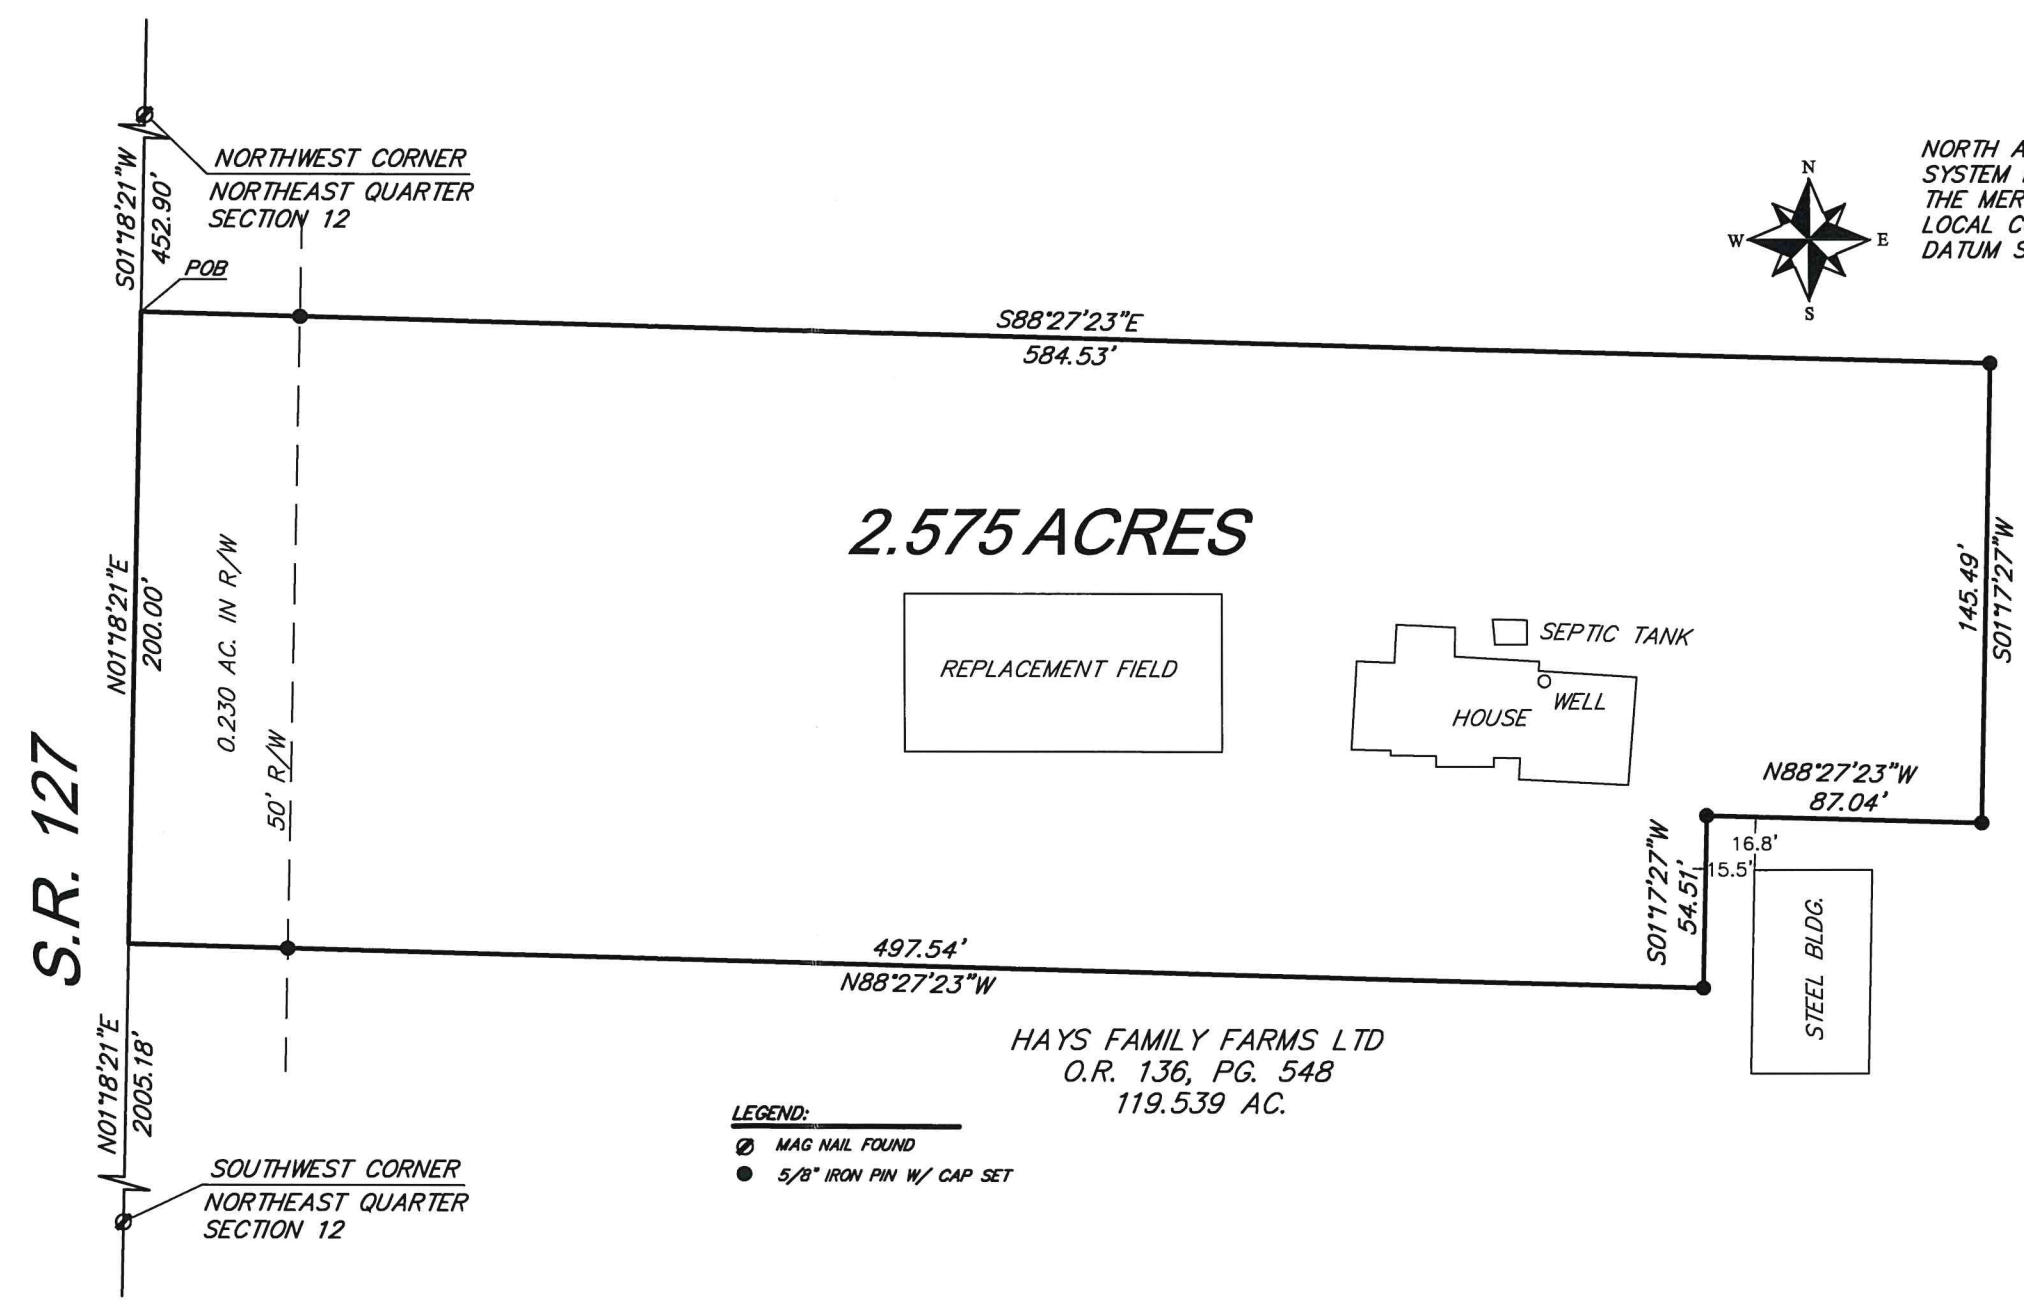 NORTHWEST CORNER
NORTHEAST QUARTER
SECTION 12
S01°18'21"W
452.90'
POB
N
W
E
S
NORTH A
SYSTEM
THE MER
LOCAL C
DATUM S
S88°27'23"E
584.53'
2.575 ACRES
N01°18'21"E
200.00'
0.230 AC. IN R/W
50' R/W
S.R. 127
REPLACEMENT FIELD
SEPTIC TANK
WELL
HOUSE
145.49'
S01°17'27"W
N88°27'23"W
87.04'
16.8'
15.5'
S01°17'27"W
54.51'
STEEL BLDG.
497.54'
N88°27'23"W
HAYS FAMILY FARMS LTD
O.R. 136, PG. 548
119.539 AC.
N01°18'21"E
2005.18'
LEGEND:
MAG NAIL FOUND
5/8" IRON PIN W/ CAP SET
SOUTHWEST CORNER
NORTHEAST QUARTER
SECTION 12